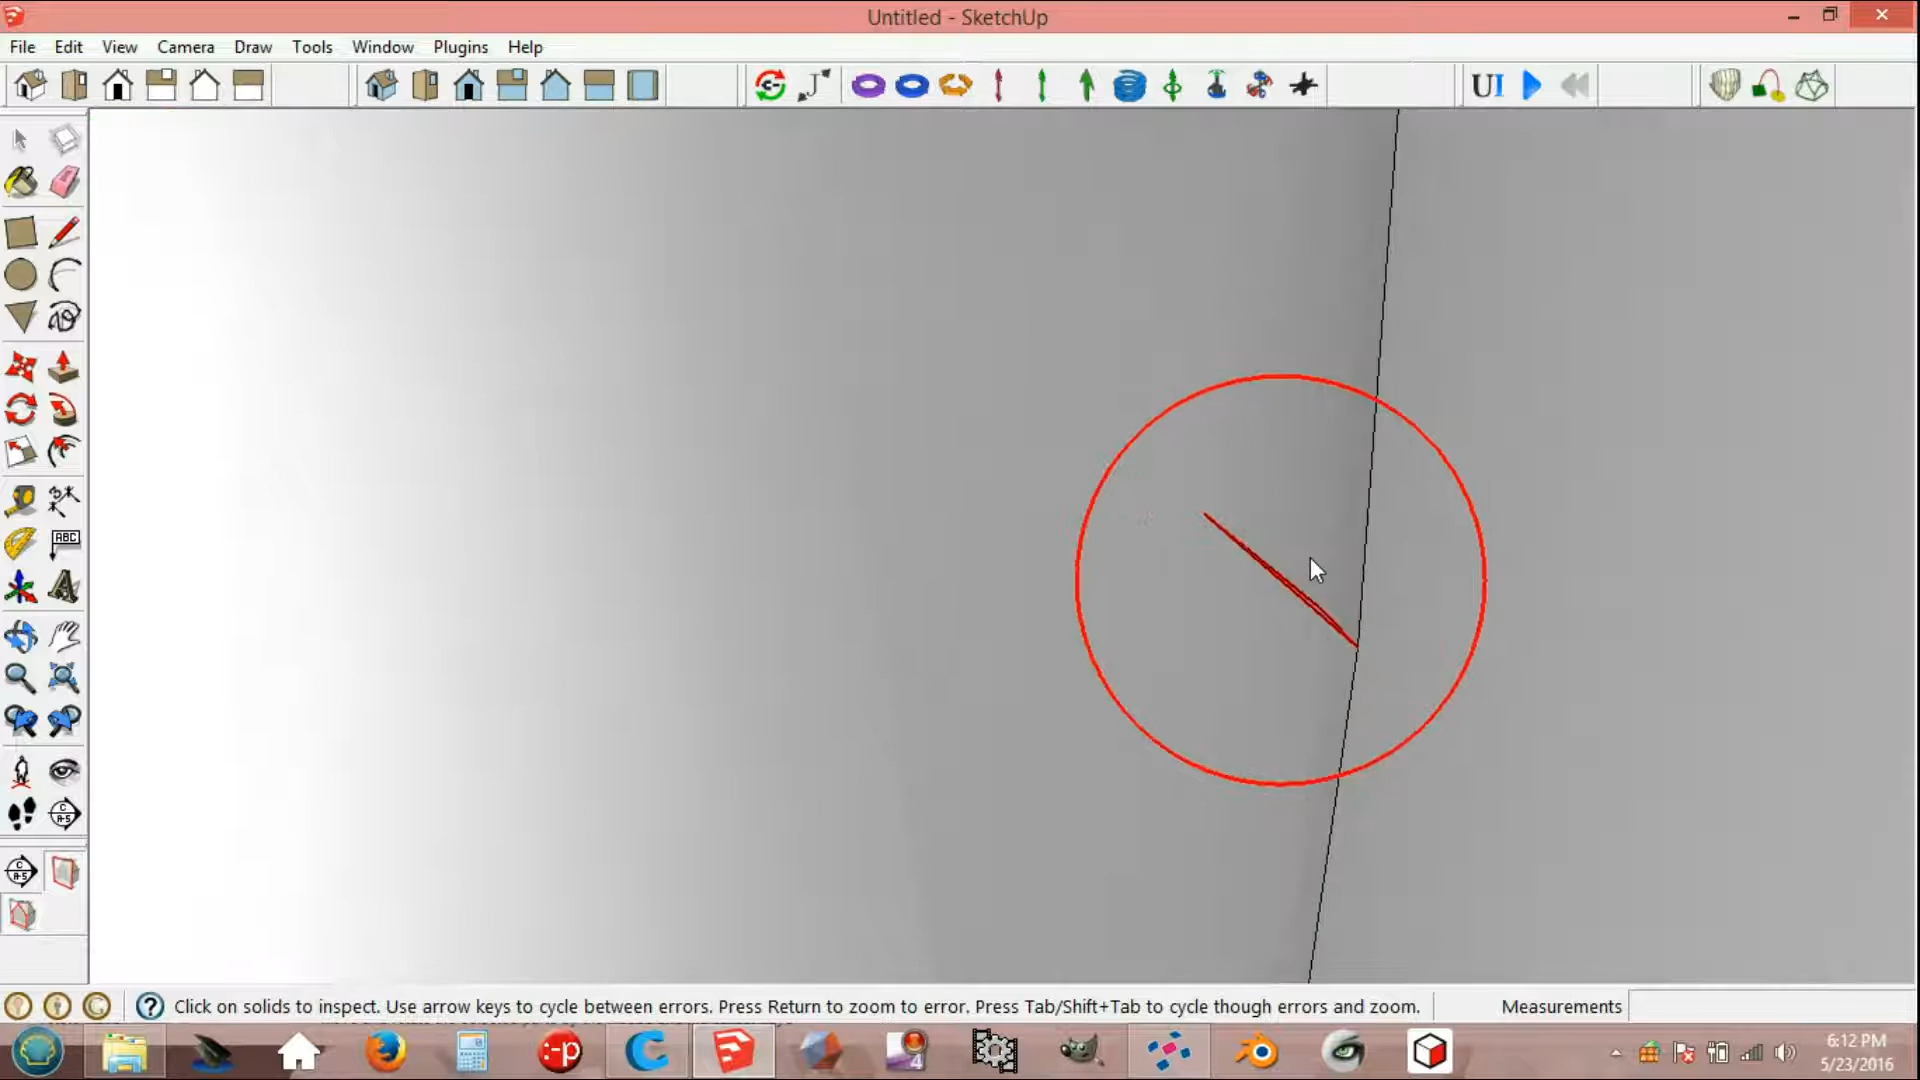 Untitled - SketchUp
File Edit View Camera Draw Tools Window Plugins Help
UI
ABC
Click on solids to inspect. Use arrow keys to cycle between errors. Press Return to zoom to error. Press Tab/Shift+Tab to cycle though errors and zoom.
Measurements
:-p
4
6:12 PM
5/23/2016